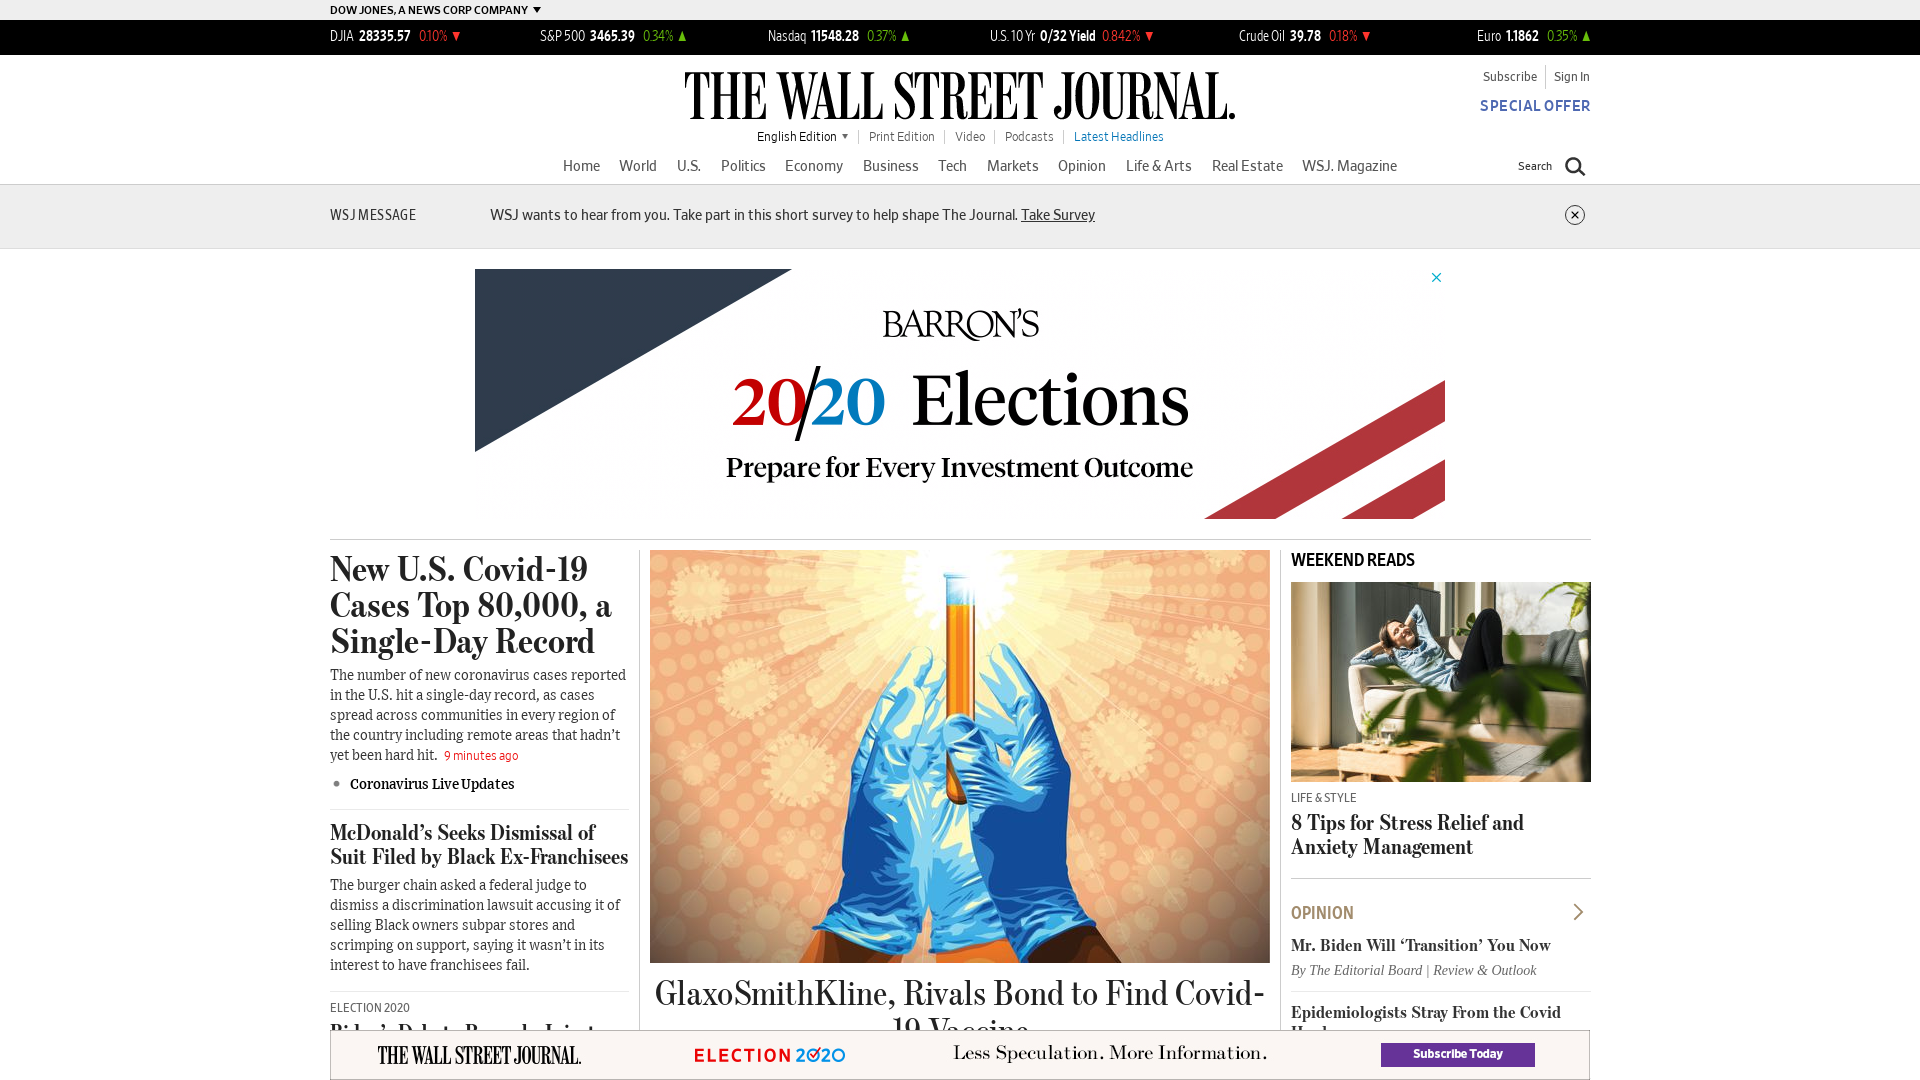 DOW JONES, A NEWS CORP COMPANY
DJIA 28335.57 0.10% S&P 500 3465.39 0.34% Nasdaq 11548.28 0.37% U.S. 10 Yr 0/32 Yield 0.842% Crude Oil 39.78 0.18% Euro 1.1862 0.35%
Subscribe Sign In
THE WALL STREET JOURNAL.
SPECIAL OFFER
English Edition Print Edition Video Podcasts Latest Headlines
Home World U.S. Politics Economy Business Tech Markets Opinion Life & Arts Real Estate WSJ. Magazine Search
WSJ MESSAGE WSJ wants to hear from you. Take part in this short survey to help shape The Journal. Take Survey
BARRON'S
20/20 Elections
Prepare for Every Investment Outcome
New U.S. Covid-19
Cases Top 80,000, a
Single-Day Record
The number of new coronavirus cases reported
in the U.S. hit a single-day record, as cases
spread across communities in every region of
the country including remote areas that hadn’t
yet been hard hit. 9 minutes ago
Coronavirus Live Updates
McDonald’s Seeks Dismissal of
Suit Filed by Black Ex-Franchisees
The burger chain asked a federal judge to
dismiss a discrimination lawsuit accusing it of
selling Black owners subpar stores and
scrimping on support, saying it wasn’t in its
interest to have franchisees fail.
ELECTION 2020
GlaxoSmithKline, Rivals Bond to Find Covid-
19 Vaccine
WEEKEND READS
LIFE & STYLE
8 Tips for Stress Relief and
Anxiety Management
OPINION
Mr. Biden Will ‘Transition’ You Now
By The Editorial Board | Review & Outlook
Epidemiologists Stray From the Covid
THE WALL STREET JOURNAL. ELECTION 2020 Less Speculation. More Information. Subscribe Today